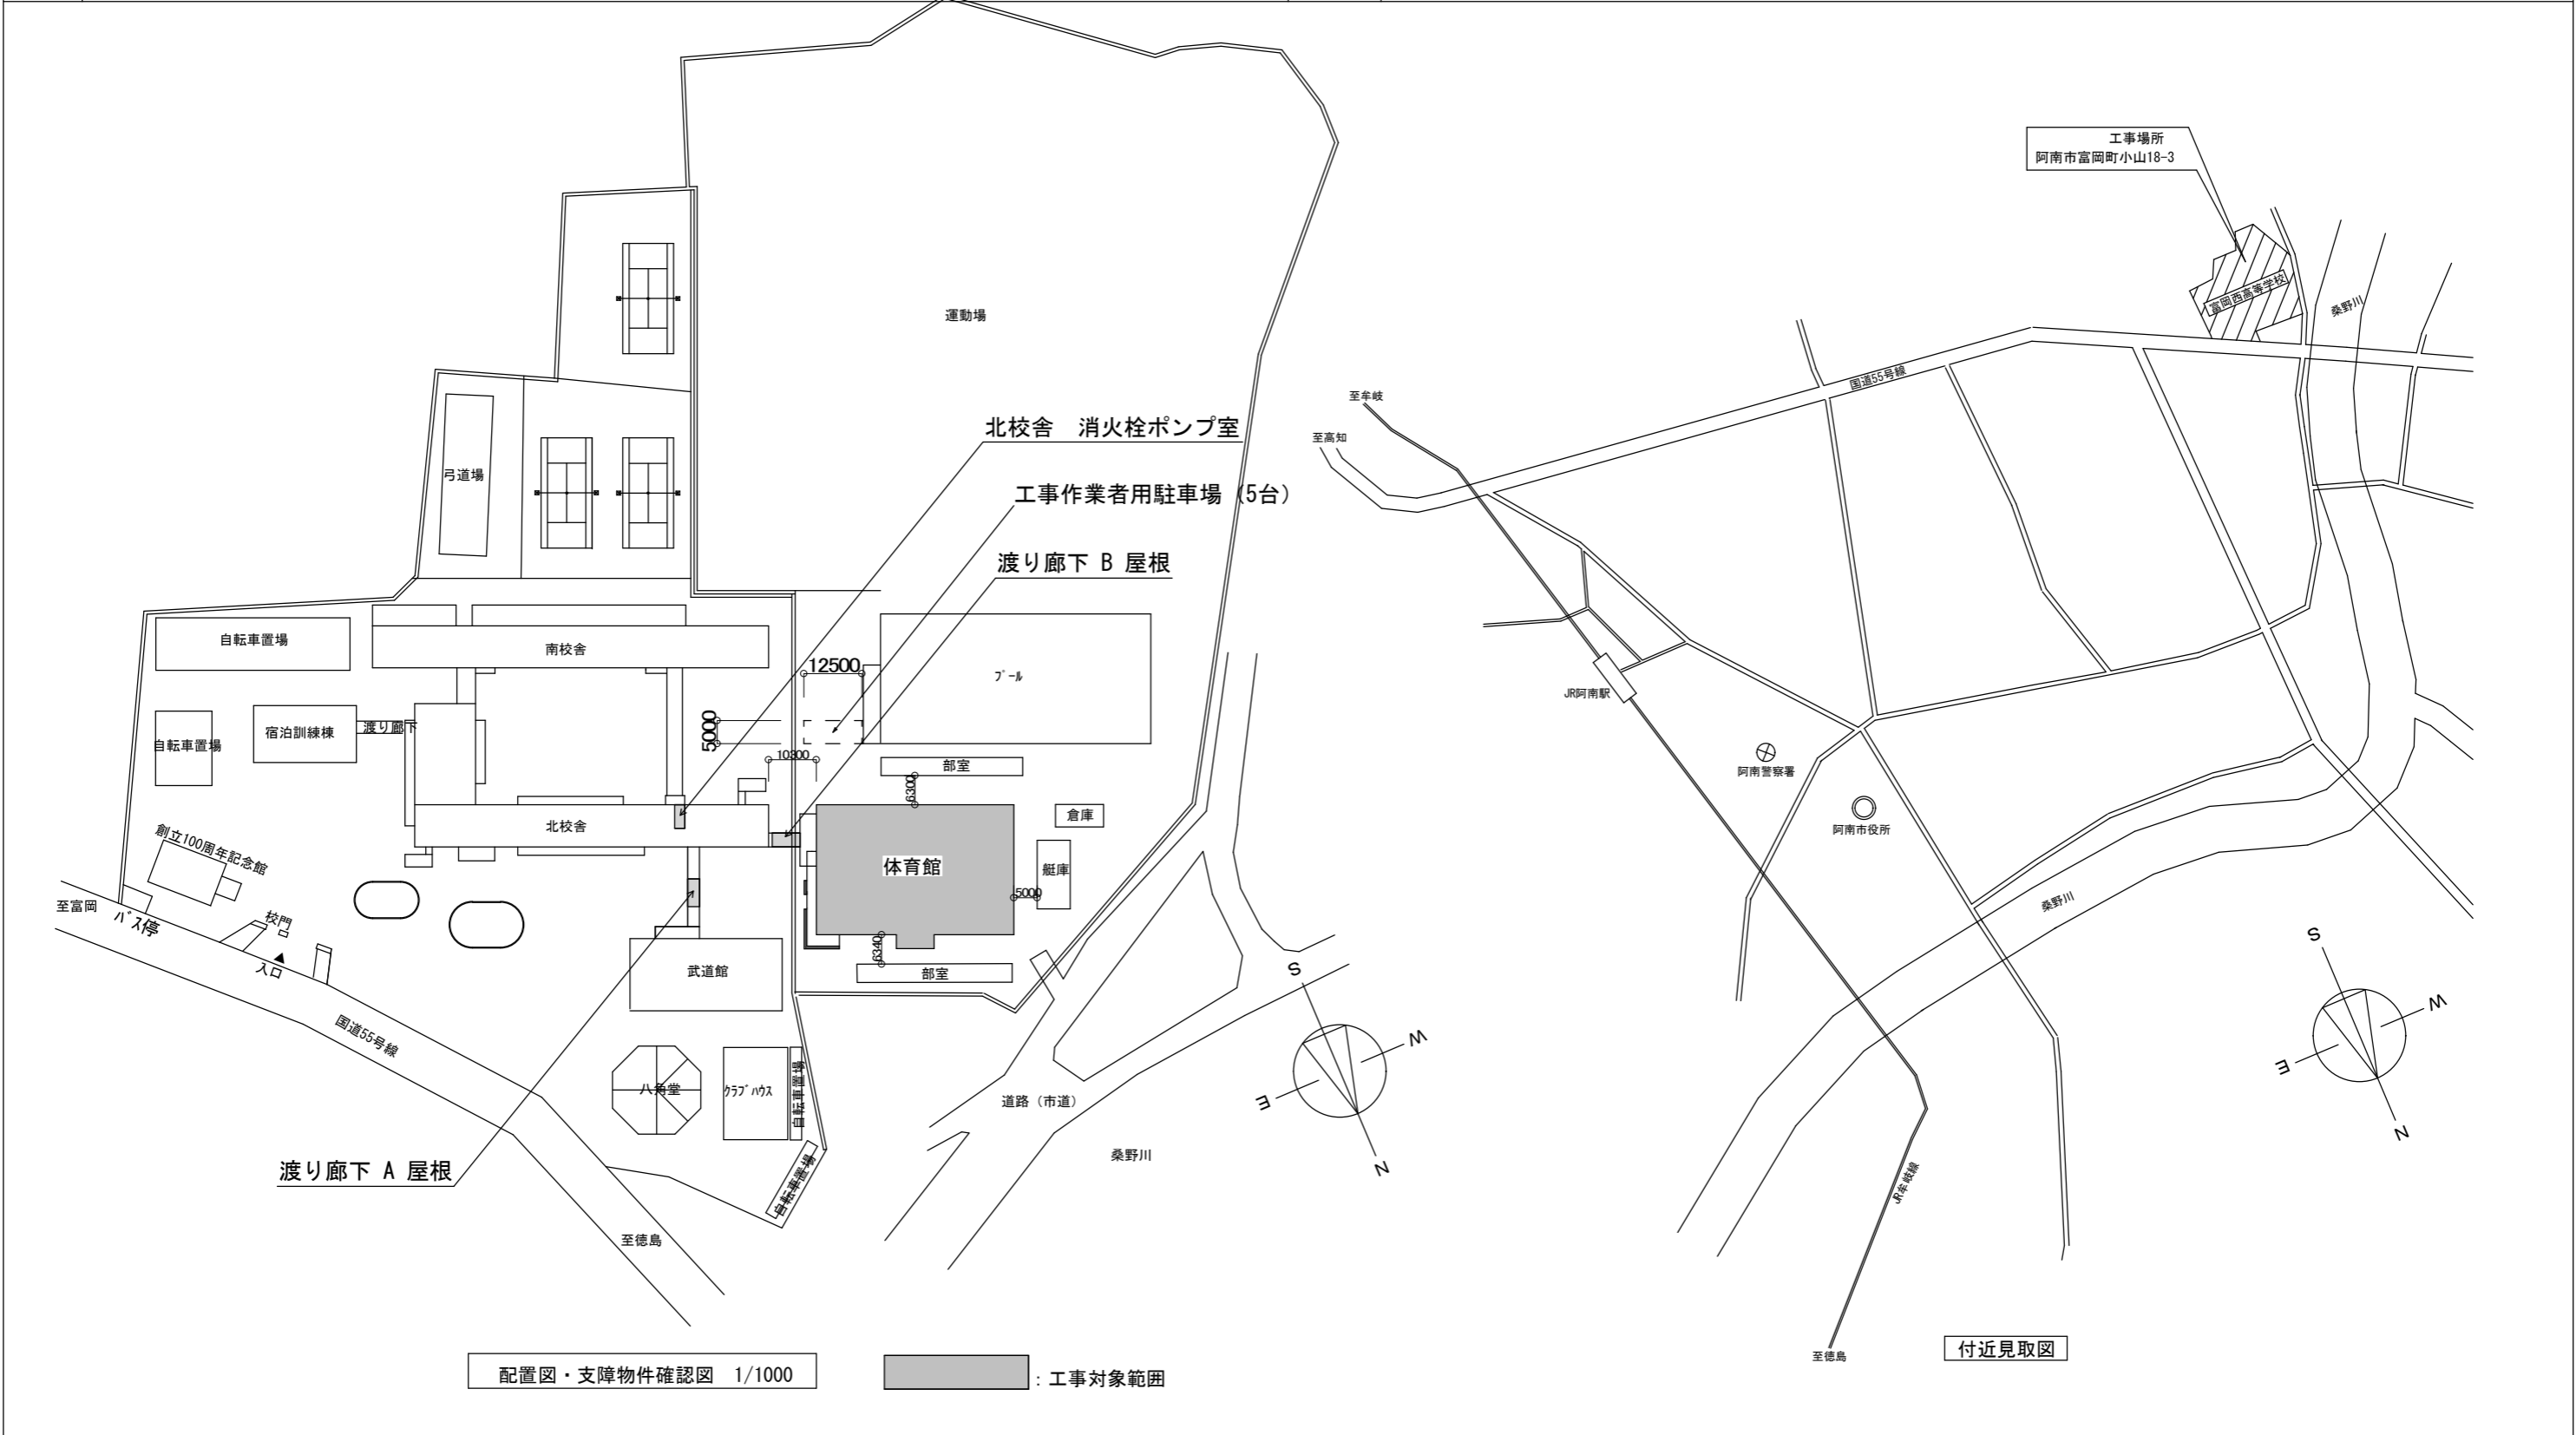 工事場所
阿南市富岡町小山18-3
富岡西高等学校
桑野川
運動場
国道55号線
至牟岐
至高知
北校舎　消火栓ポンプ室
弓道場
工事作業者用駐車場（5台）
渡り廊下 B 屋根
自転車置場
南校舎
12500
プール
JR阿南駅
5000
自転車置場
宿泊訓練棟
渡り廊下
10300
部室
6300
阿南警察署
阿南市役所
北校舎
倉庫
創立100周年記念館
体育館
艇庫
5000
至富岡
バス停
校門
入口
6340
武道館
部室
桑野川
国道55号線
S
W
E
N
S
W
E
N
八角堂
クラブハウス
自転車置場
道路（市道）
桑野川
渡り廊下 A 屋根
自転車置場
JR牟岐線
至徳島
至徳島
付近見取図
配置図・支障物件確認図　1/1000
：工事対象範囲